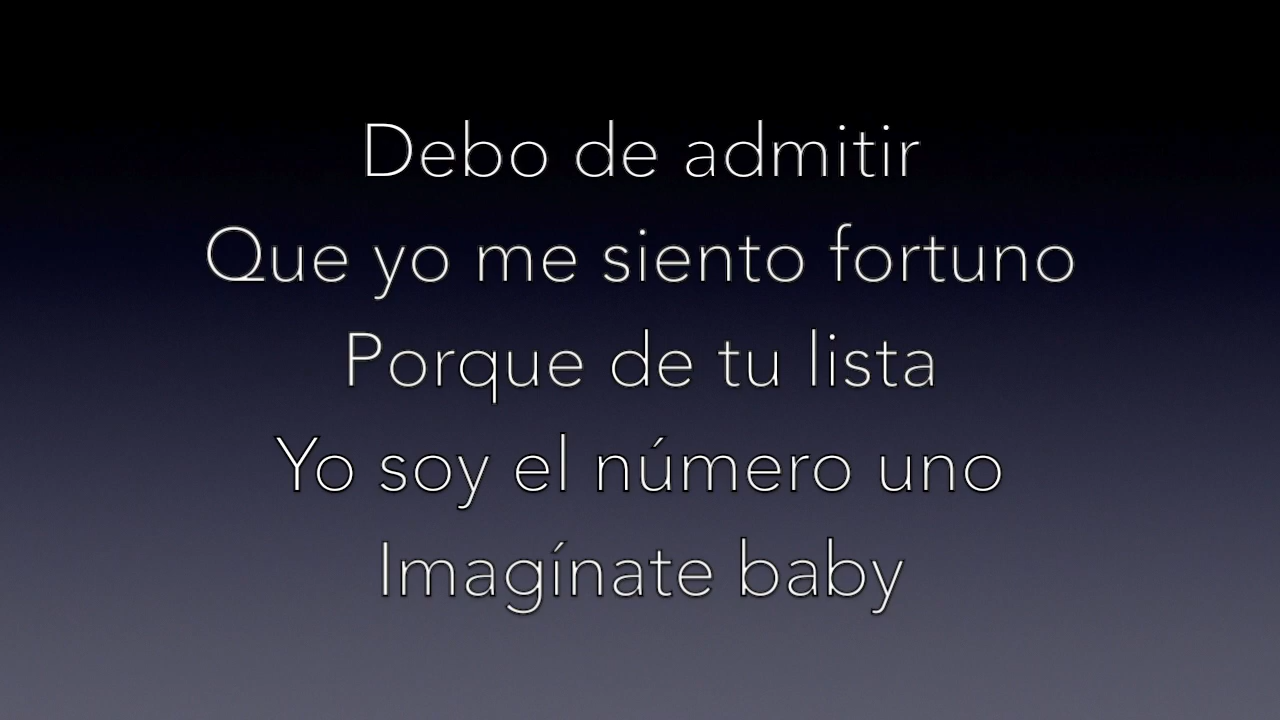 Debo de admitir
Que yo me siento fortuno
Porque de tu lista
Yo soy el número uno
Imagínate baby